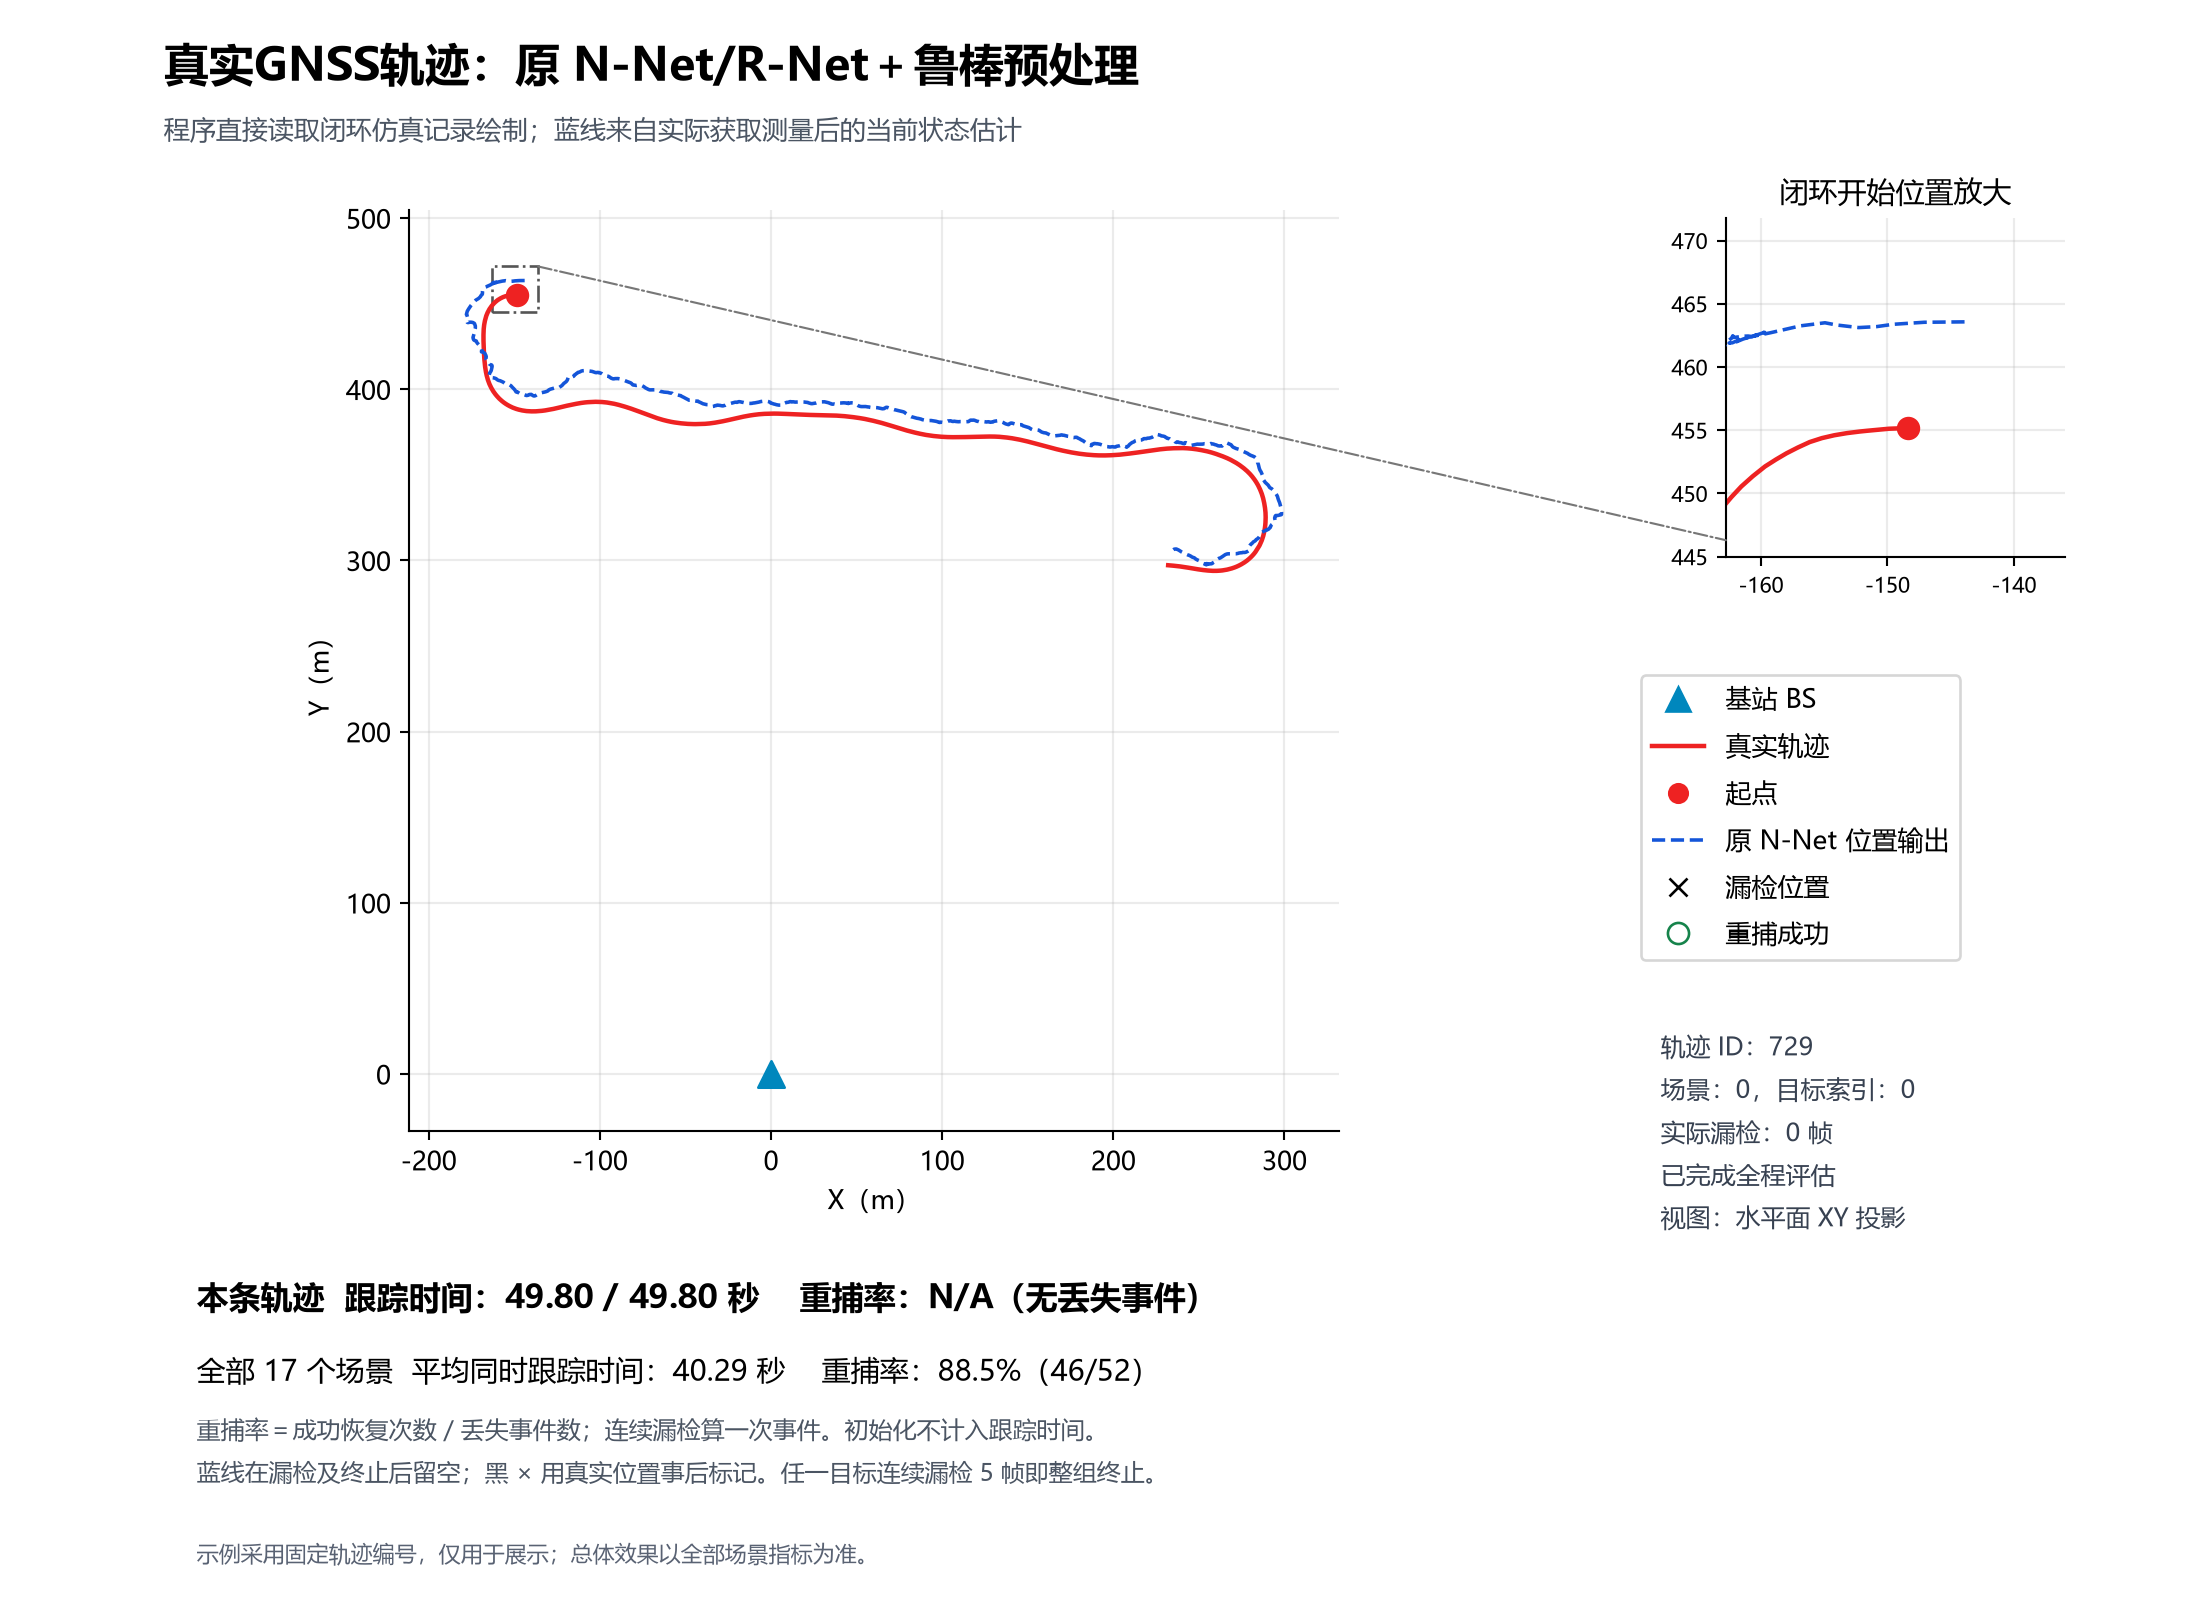 真实GNSS轨迹：原 N-Net/R-Net + 鲁棒预处理
程序直接读取闭环仿真记录绘制；蓝线来自实际获取测量后的当前状态估计
闭环开始位置放大
500
400
300
200
100
0
Y（m）
-200
-100
0
100
200
300
X（m）
470
465
460
455
450
445
-160
-150
-140
基站 BS
真实轨迹
起点
原 N-Net 位置输出
漏检位置
重捕成功
轨迹 ID：729
场景：0，目标索引：0
实际漏检：0 帧
已完成全程评估
视图：水平面 XY 投影
本条轨迹 跟踪时间：49.80 / 49.80 秒 重捕率：N/A（无丢失事件）
全部 17 个场景 平均同时跟踪时间：40.29 秒 重捕率：88.5%（46/52）
重捕率 = 成功恢复次数 / 丢失事件数；连续漏检算一次事件。初始化不计入跟踪时间。
蓝线在漏检及终止后留空；黑 × 用真实位置事后标记。任一目标连续漏检 5 帧即整组终止。
示例采用固定轨迹编号，仅用于展示；总体效果以全部场景指标为准。